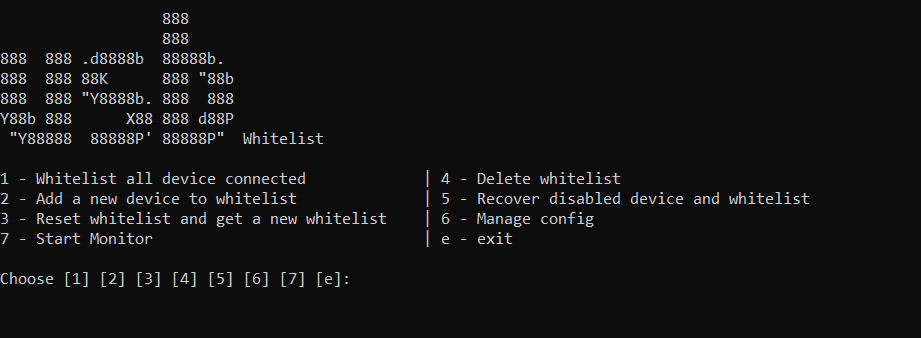 888
                  888
888  888 .d8888b  88888b.
888  888 88K      888 "88b
888  888 "Y8888b. 888  888
Y88b 888      X88 888 d88P
 "Y88888  88888P' 88888P"  Whitelist

1 - Whitelist all device connected             | 4 - Delete whitelist
2 - Add a new device to whitelist              | 5 - Recover disabled device and whitelist
3 - Reset whitelist and get a new whitelist    | 6 - Manage config
7 - Start Monitor                              | e - exit

Choose [1] [2] [3] [4] [5] [6] [7] [e]: